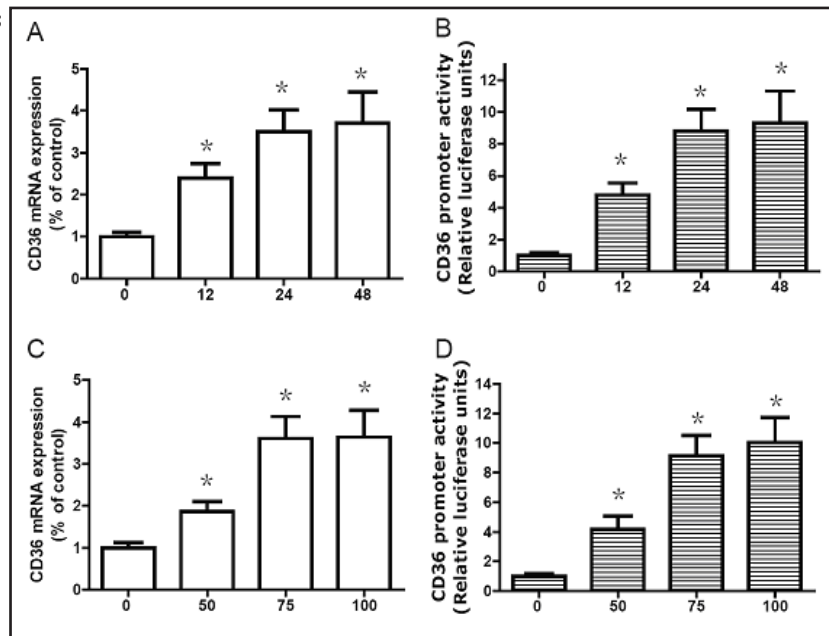 A
CD36 mRNA expression
(% of control)
5
4
3
2
1
0
*
*
*
0 12 24 48
B
CD36 promoter activity
(Relative luciferase units)
12
10
8
6
4
2
0
*
*
*
0 12 24 48
C
CD36 mRNA expression
(% of control)
5
4
3
2
1
0
*
*
*
0 50 75 100
D
CD36 promoter activity
(Relative luciferase units)
14
12
10
8
6
4
2
0
*
*
*
0 50 75 100